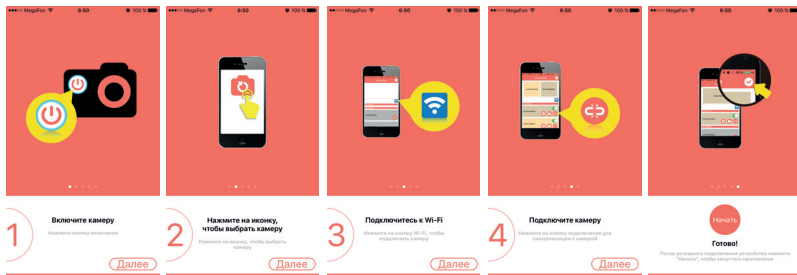 MegaFon 6:50 100 %
1
Включите камеру
Нажмите кнопку включения
Далее
MegaFon 6:50 100 %
2
Нажмите на иконку,
чтобы выбрать камеру
Нажмите на иконку, чтобы выбрать
камеру
Далее
MegaFon 6:50 100 %
3
Подключитесь к Wi-Fi
Нажмите на кнопку Wi-Fi, чтобы
подключить камеру
Далее
MegaFon 6:50 100 %
4
Подключите камеру
Нажмите на кнопку подключения для
синхронизации с камерой
Далее
MegaFon 6:50 100 %
Начать
Готово!
После успешного подключения устройства нажмите
"Начать", чтобы запустить приложение